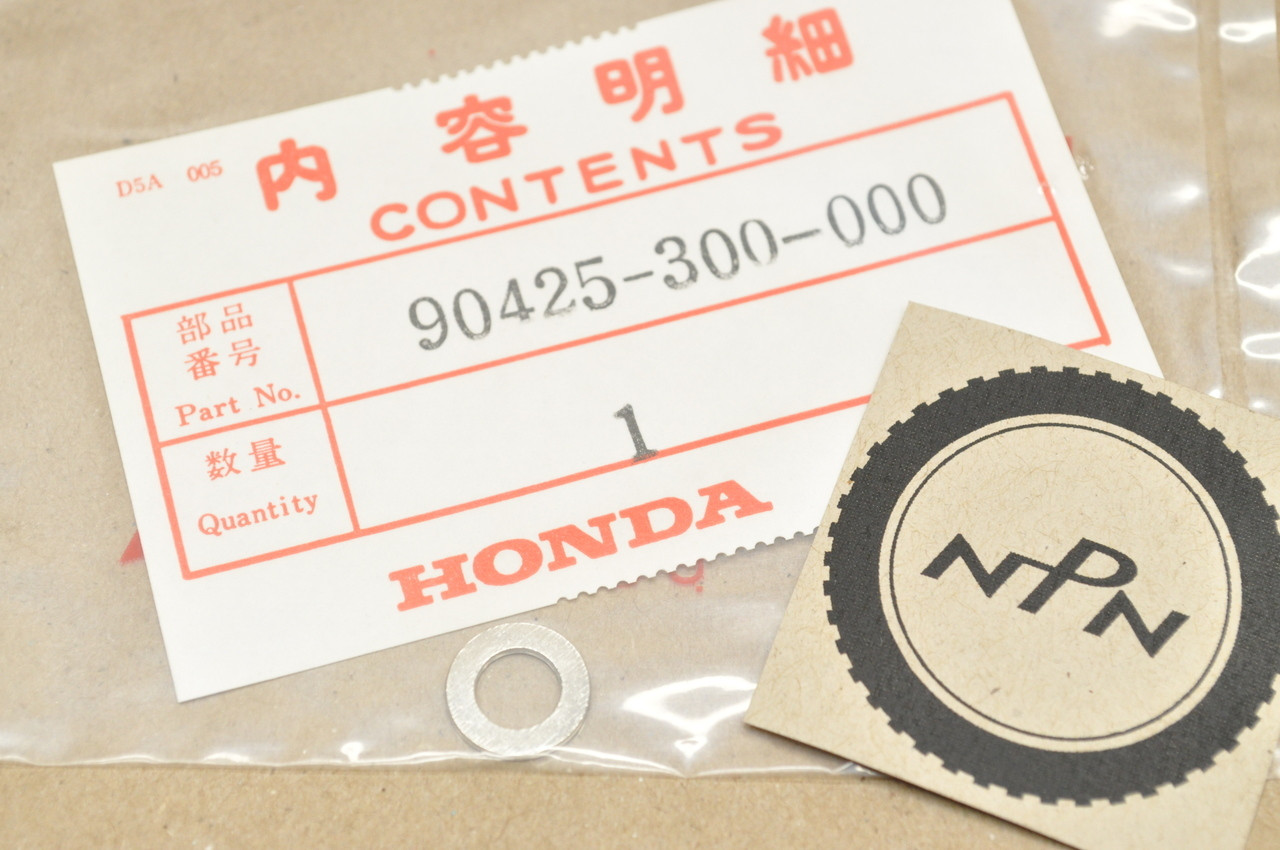 D5A 005
内容明細
CONTENTS
部品
番号
Part No.
90425-300-000
数量
Quantity
1
HONDA
NPN